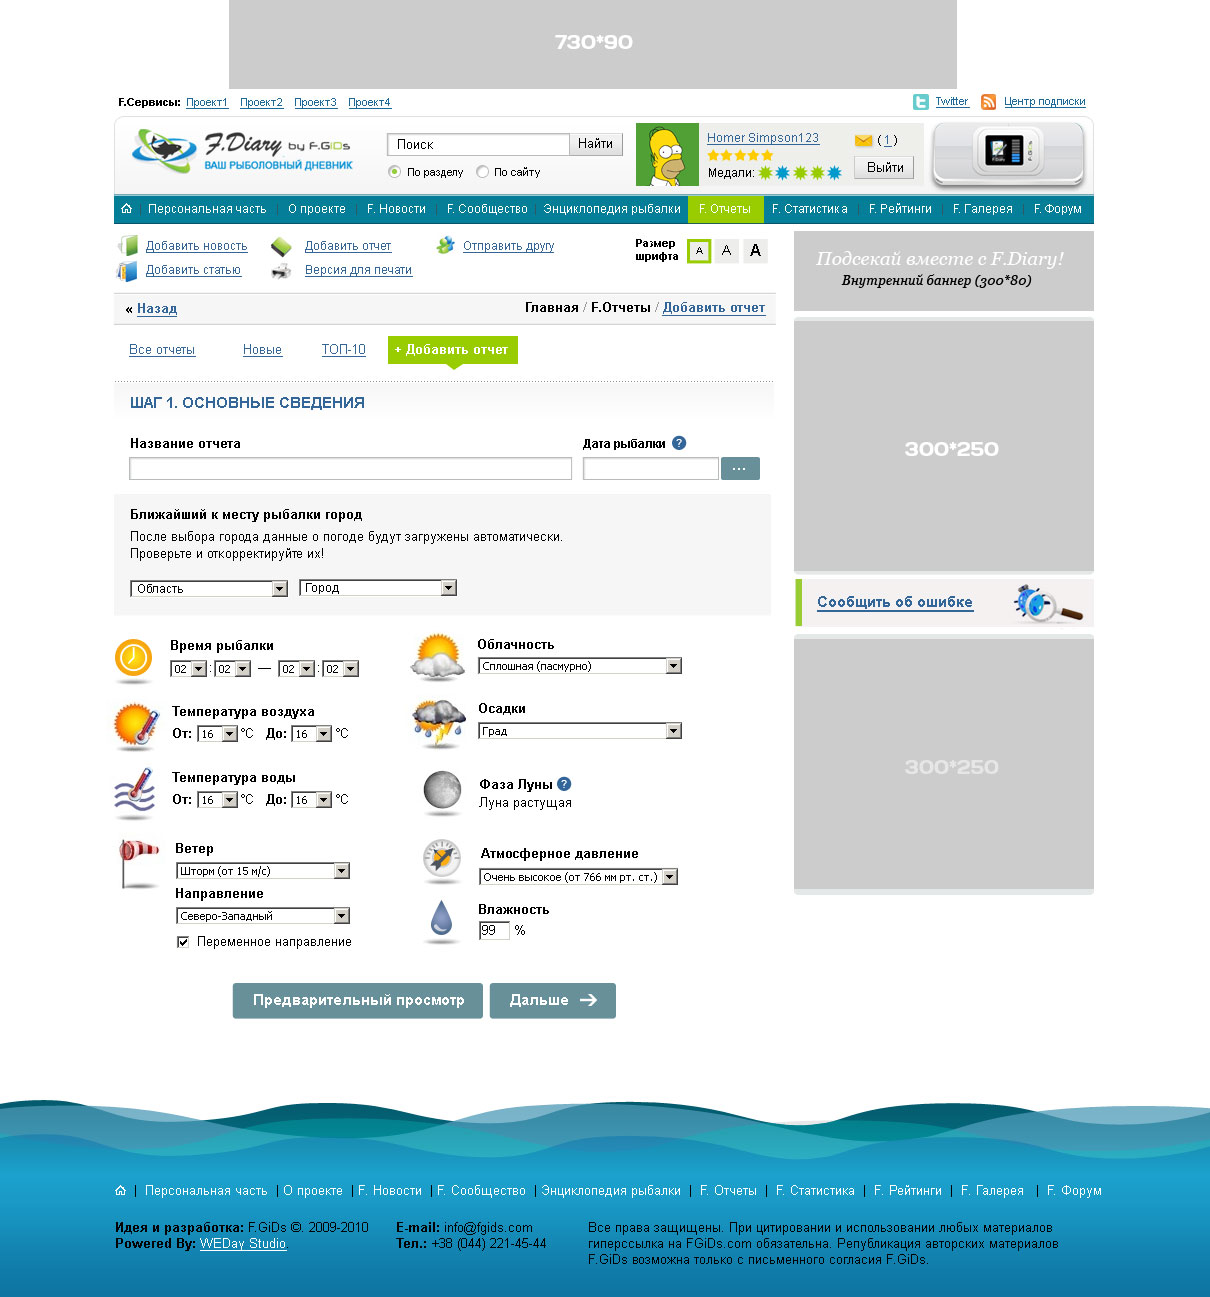 730*90
F.Сервисы: Проект1 Проект2 Проект3 Проект4
Twitter Центр подписки
F.Diary by F.GiDs
ВАШ РЫБОЛОВНЫЙ ДНЕВНИК
Поиск Найти
По разделу По сайту
Homer Simpson123
(1)
Медали:
Выйти
Персональная часть О проекте F. Новости F. Сообщество Энциклопедия рыбалки F. Отчеты F. Статистика F. Рейтинги F. Галерея F. Форум
Добавить новость Добавить отчет Отправить другу
Добавить статью Версия для печати
Размер
шрифта
A A A
Подсекай вместе с F.Diary!
Внутренний баннер (300*80)
« Назад
Главная / F.Отчеты / Добавить отчет
Все отчеты Новые ТОП-10 + Добавить отчет
ШАГ 1. ОСНОВНЫЕ СВЕДЕНИЯ
Название отчета Дата рыбалки ?
...
300*250
Ближайший к месту рыбалки город
После выбора города данные о погоде будут загружены автоматически.
Проверьте и откорректируйте их!
Область Город
Сообщить об ошибке
Время рыбалки
02 : 02 — 02 : 02
Облачность
Сплошная (пасмурно)
Температура воздуха
От: 16 °C До: 16 °C
Осадки
Град
Температура воды
От: 16 °C До: 16 °C
Фаза Луны ?
Луна растущая
300*250
Ветер
Шторм (от 15 м/с)
Направление
Северо-Западный
Переменное направление
Атмосферное давление
Очень высокое (от 766 мм рт. ст.)
Влажность
99 %
Предварительный просмотр Дальше
Персональная часть | О проекте | F. Новости | F. Сообщество | Энциклопедия рыбалки | F. Отчеты | F. Статистика | F. Рейтинги | F. Галерея | F. Форум
Идея и разработка: F.GiDs ©. 2009-2010
Powered By: WEDay Studio
E-mail: info@fgids.com
Тел.: +38 (044) 221-45-44
Все права защищены. При цитировании и использовании любых материалов
гиперссылка на FGiDs.com обязательна. Републикация авторских материалов
F.GiDs возможна только с письменного согласия F.GiDs.